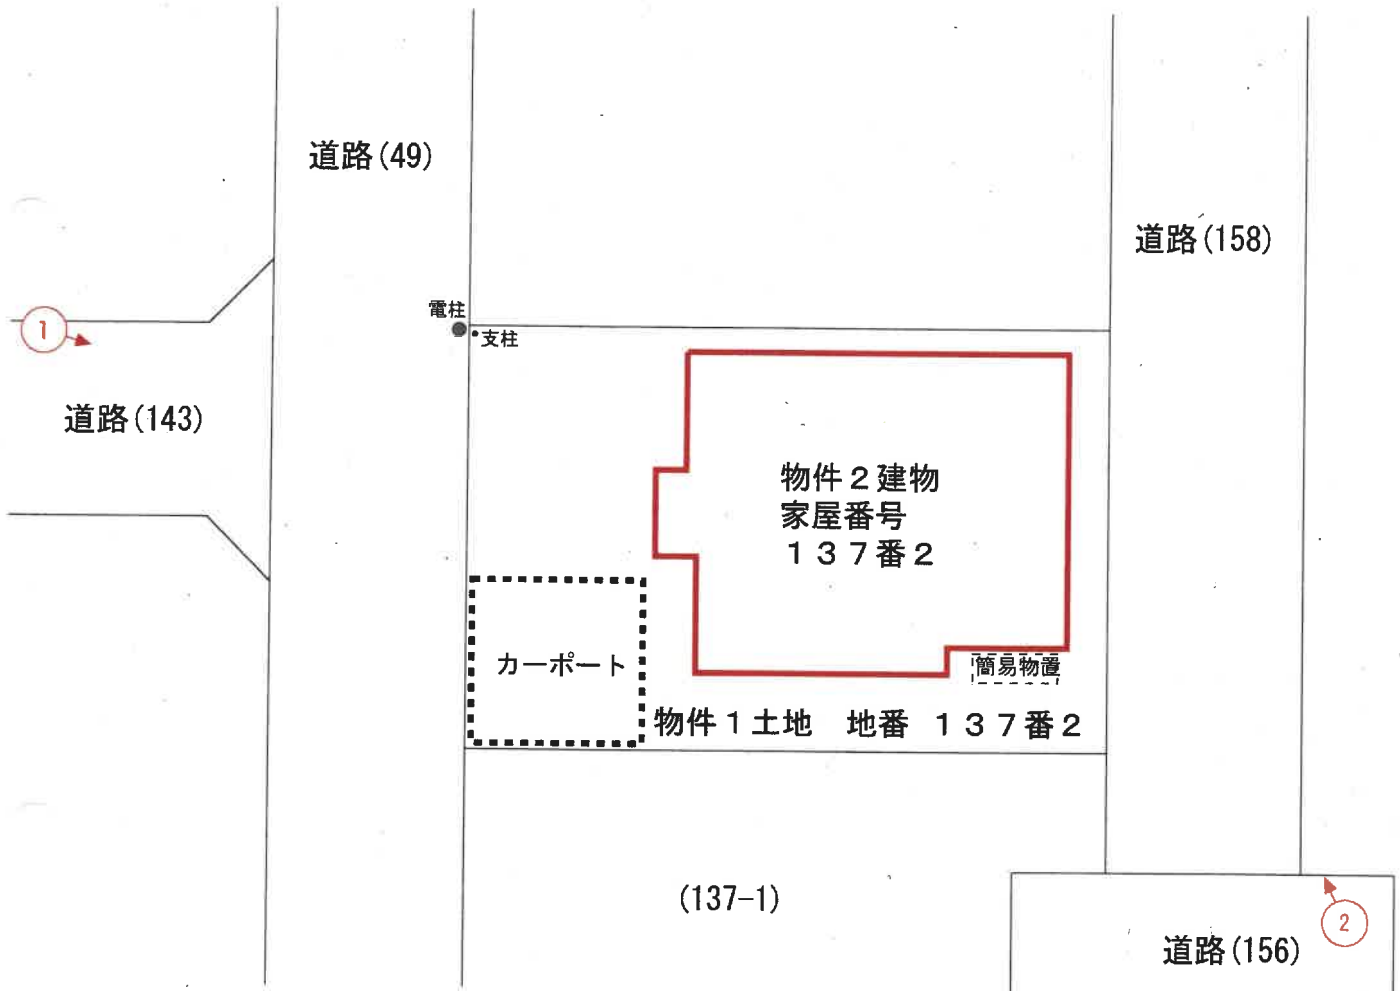 道路(49)
道路(158)
電柱
支柱
1
道路(143)
物件2建物
家屋番号
137番2
カーポート
簡易物置
物件1土地 地番 137番2
(137-1)
2
道路(156)